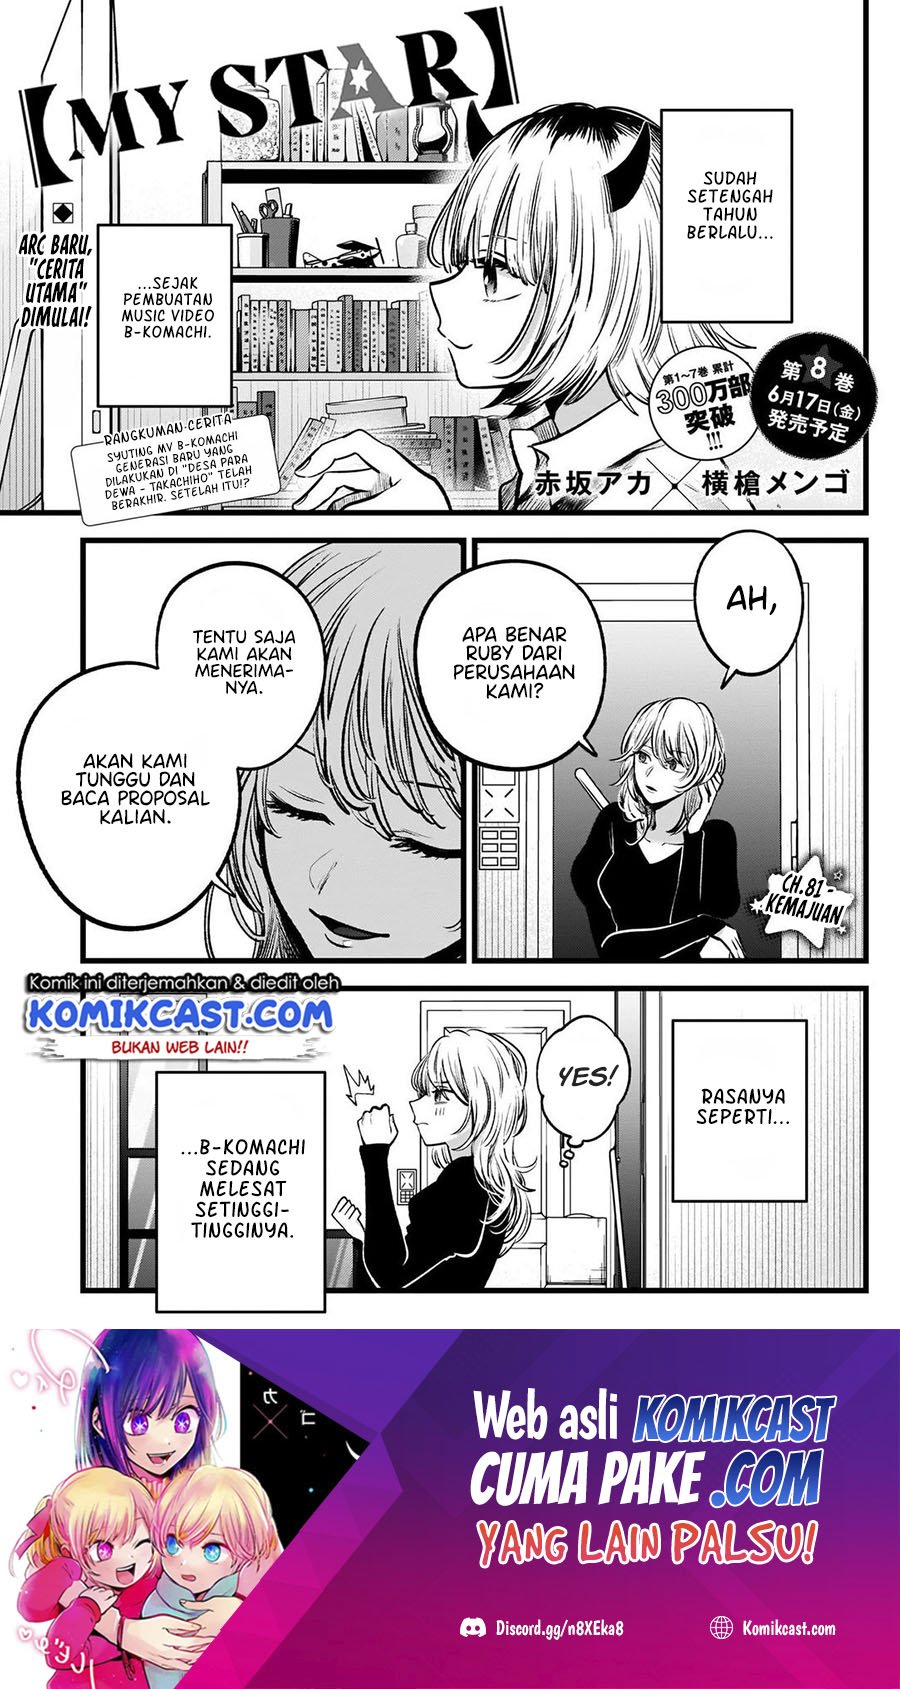 【MY STAR】
SUDAH
SETENGAH
TAHUN
BERLALU...
◆
ARC BARU,
"CERITA
UTAMA"
DIMULAI!
...SEJAK
PEMBUATAN
MUSIC VIDEO
B-KOMACHI.
RANGKUMAN CERITA
SYUTING MV B-KOMACHI
GENERASI BARU YANG
DILAKUKAN DI "DESA PARA
DEWA - TAKACHIHO" TELAH
BERAKHIR. SETELAH ITU!?
第1〜7巻 累計
300万部
突破
!!!
第8巻
6月17日(金)
発売予定
赤坂アカ × 横槍メンゴ
AH,
APA BENAR
RUBY DARI
PERUSAHAAN
KAMI?
TENTU SAJA
KAMI AKAN
MENERIMA-
NYA.
AKAN KAMI
TUNGGU DAN
BACA PROPOSAL
KALIAN.
CH.81 -
KEMAJUAN
Komik ini diterjemahkan & diedit oleh
KOMIKCAST.COM
BUKAN WEB LAIN!!
YES!
RASANYA
SEPERTI...
...B-KOMACHI
SEDANG
MELESAT
SETINGGI-
TINGGINYA.
Web asli KOMIKCAST
CUMA PAKE .COM
YANG LAIN PALSU!
Discord.gg/n8XEka8
Komikcast.com